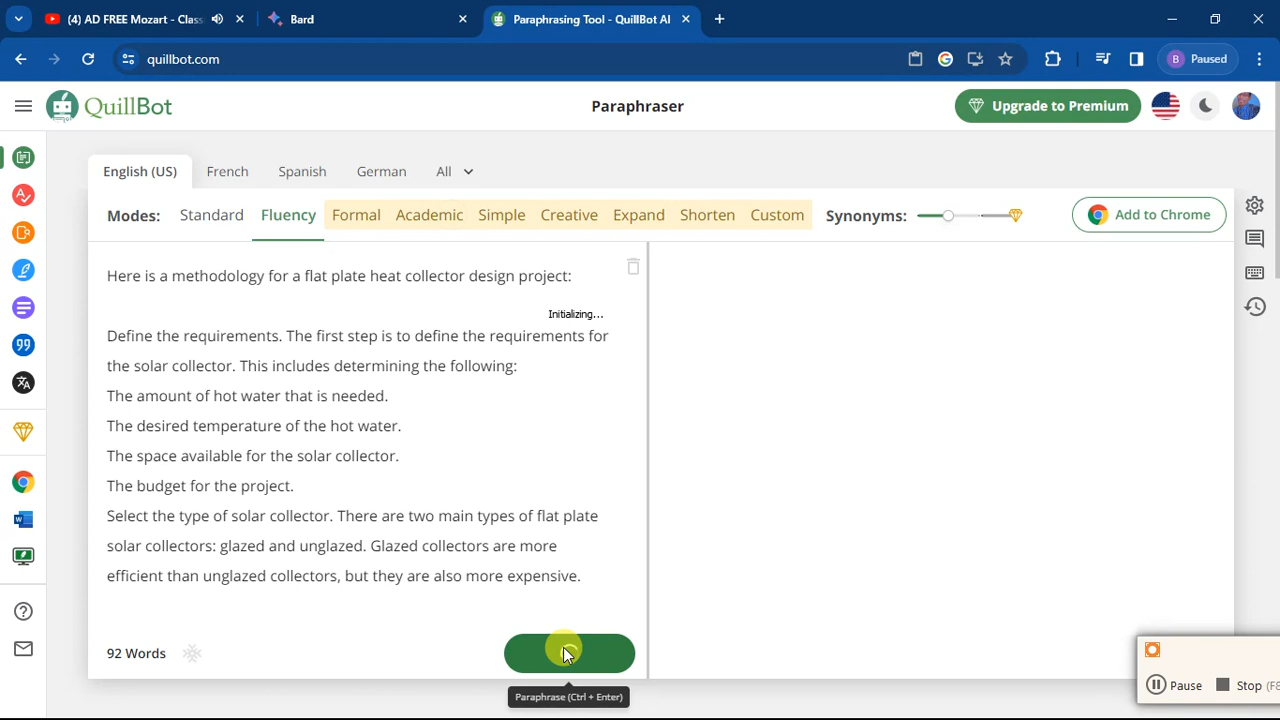 (4) AD FREE Mozart - Clas
Bard
Paraphrasing Tool - QuillBot AI
quillbot.com
B Paused
QuillBot
Paraphraser
Upgrade to Premium
English (US)
French
Spanish
German
All
Modes:
Standard
Fluency
Formal
Academic
Simple
Creative
Expand
Shorten
Custom
Synonyms:
Add to Chrome
Here is a methodology for a flat plate heat collector design project:
Initializing...
Define the requirements. The first step is to define the requirements for
the solar collector. This includes determining the following:
The amount of hot water that is needed.
The desired temperature of the hot water.
The space available for the solar collector.
The budget for the project.
Select the type of solar collector. There are two main types of flat plate
solar collectors: glazed and unglazed. Glazed collectors are more
efficient than unglazed collectors, but they are also more expensive.
92 Words
Paraphrase (Ctrl + Enter)
Pause
Stop (F8